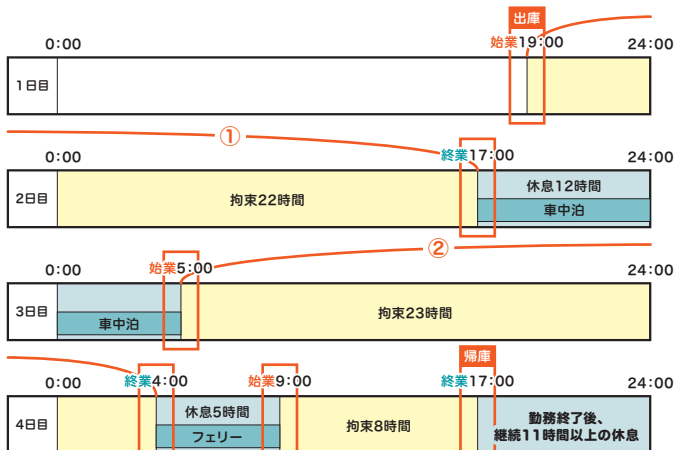 出庫
0:00 始業19:00 24:00
1日目
①
0:00 終業17:00 24:00
2日目 拘束22時間 休息12時間
車中泊
②
0:00 始業5:00 24:00
3日目 車中泊 拘束23時間
帰庫
0:00 終業4:00 始業9:00 終業17:00 24:00
4日目 休息5時間 フェリー 拘束8時間 勤務終了後、
継続11時間以上の休息